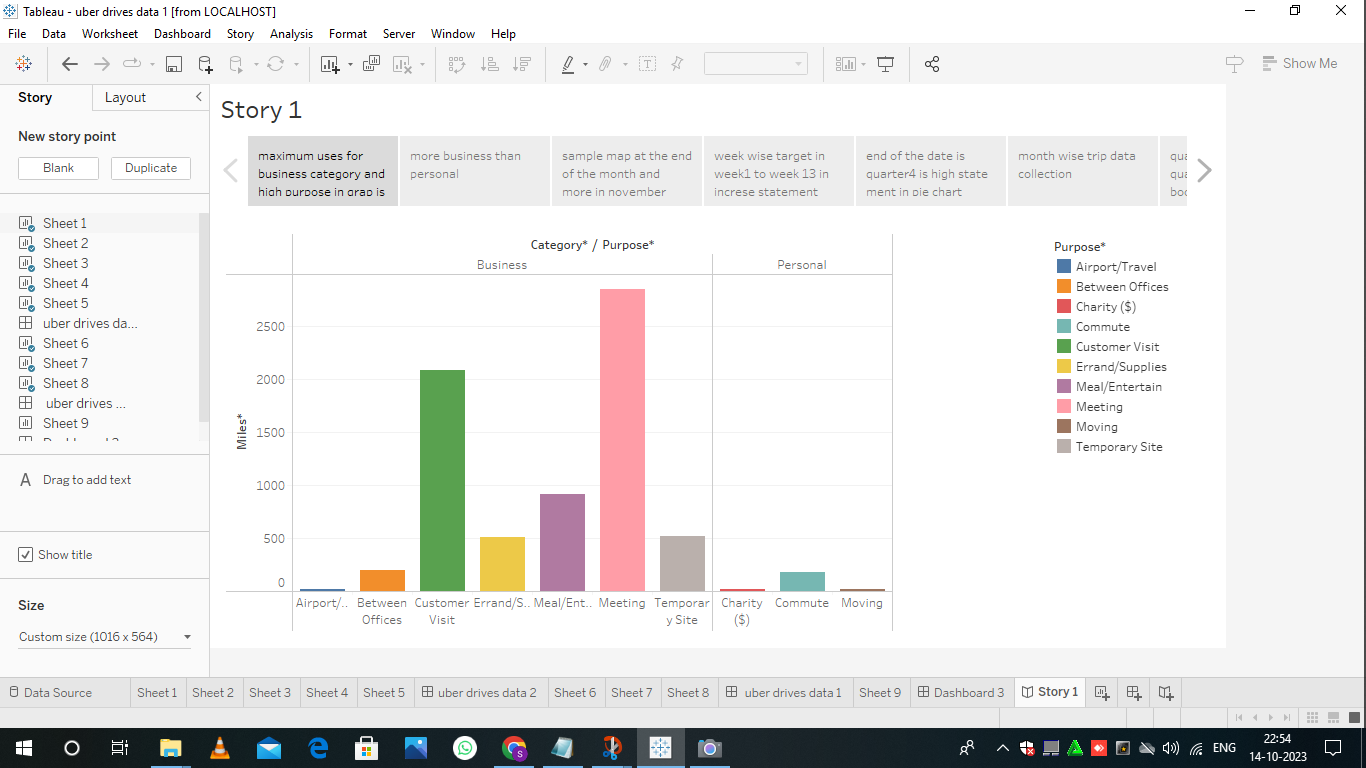 Tableau - uber drives data 1 [from LOCALHOST]
File Data Worksheet Dashboard Story Analysis Format Server Window Help
Show Me
Story Layout
New story point
Blank Duplicate
Sheet 1
Sheet 2
Sheet 3
Sheet 4
Sheet 5
uber drives da...
Sheet 6
Sheet 7
Sheet 8
uber drives ...
Sheet 9
A Drag to add text
Show title
Size
Custom size (1016 x 564)
Story 1
maximum uses for
business category and
high purpose in grap is
more business than
personal
sample map at the end
of the month and
more in november
week wise target in
week1 to week 13 in
increse statement
end of the date is
quarter4 is high state
ment in pie chart
month wise trip data
collection
Category* / Purpose*
Business Personal
Miles*
2500
2000
1500
1000
500
0
Airport/..
Between
Offices
Customer
Visit
Errand/S..
Meal/Ent..
Meeting
Temporar
y Site
Charity
($)
Commute
Moving
Purpose*
Airport/Travel
Between Offices
Charity ($)
Commute
Customer Visit
Errand/Supplies
Meal/Entertain
Meeting
Moving
Temporary Site
Data Source Sheet 1 Sheet 2 Sheet 3 Sheet 4 Sheet 5 uber drives data 2 Sheet 6 Sheet 7 Sheet 8 uber drives data 1 Sheet 9 Dashboard 3 Story 1
ENG
22:54
14-10-2023